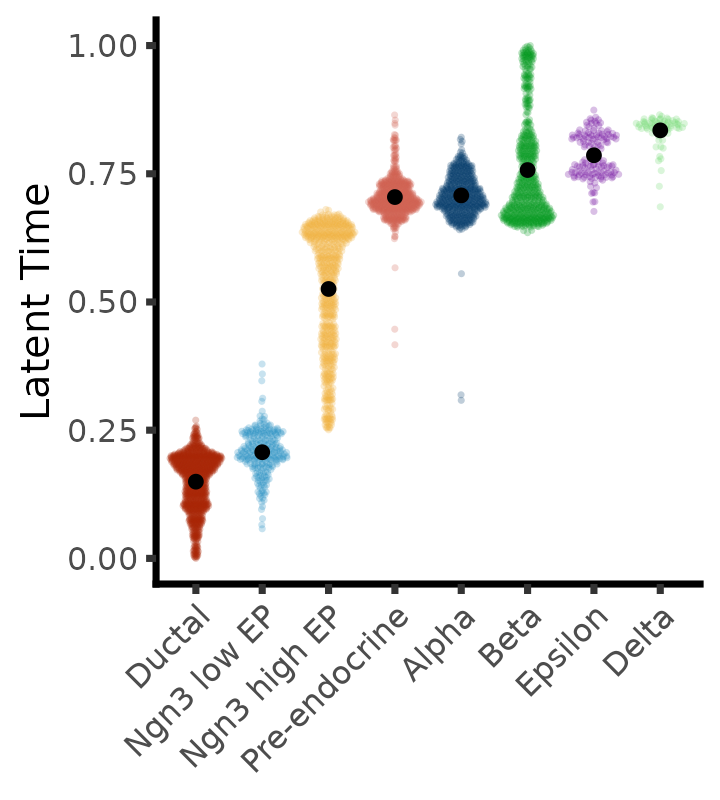 Latent Time
1.00
0.75
0.50
0.25
0.00
Ductal
Ngn3 low EP
Ngn3 high EP
Pre-endocrine
Alpha
Beta
Epsilon
Delta